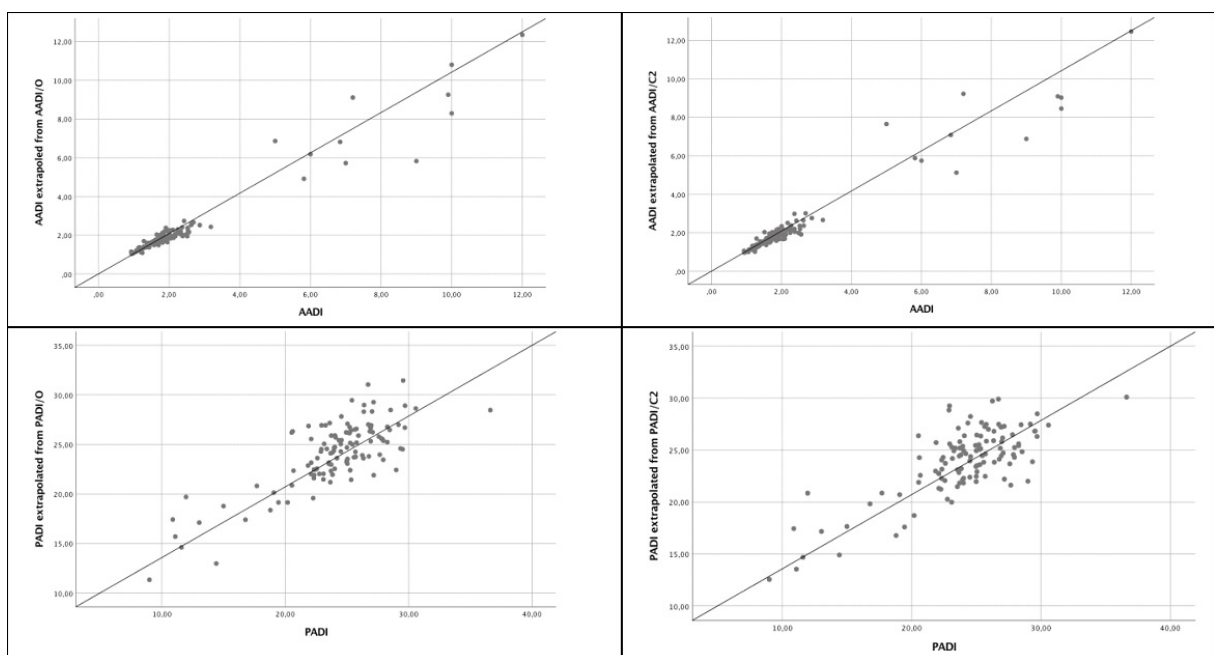 AADI extrapoled from AADI/O
12,00
10,00
8,00
6,00
4,00
2,00
,00
,00 2,00 4,00 6,00 8,00 10,00 12,00
AADI
AADI extrapolated from AADI/C2
12,00
10,00
8,00
6,00
4,00
2,00
,00
,00 2,00 4,00 6,00 8,00 10,00 12,00
AADI
PADI extrapolated from PADI/O
35,00
30,00
25,00
20,00
15,00
10,00
10,00 20,00 30,00 40,00
PADI
PADI extrapolated from PADI/C2
35,00
30,00
25,00
20,00
15,00
10,00
10,00 20,00 30,00 40,00
PADI